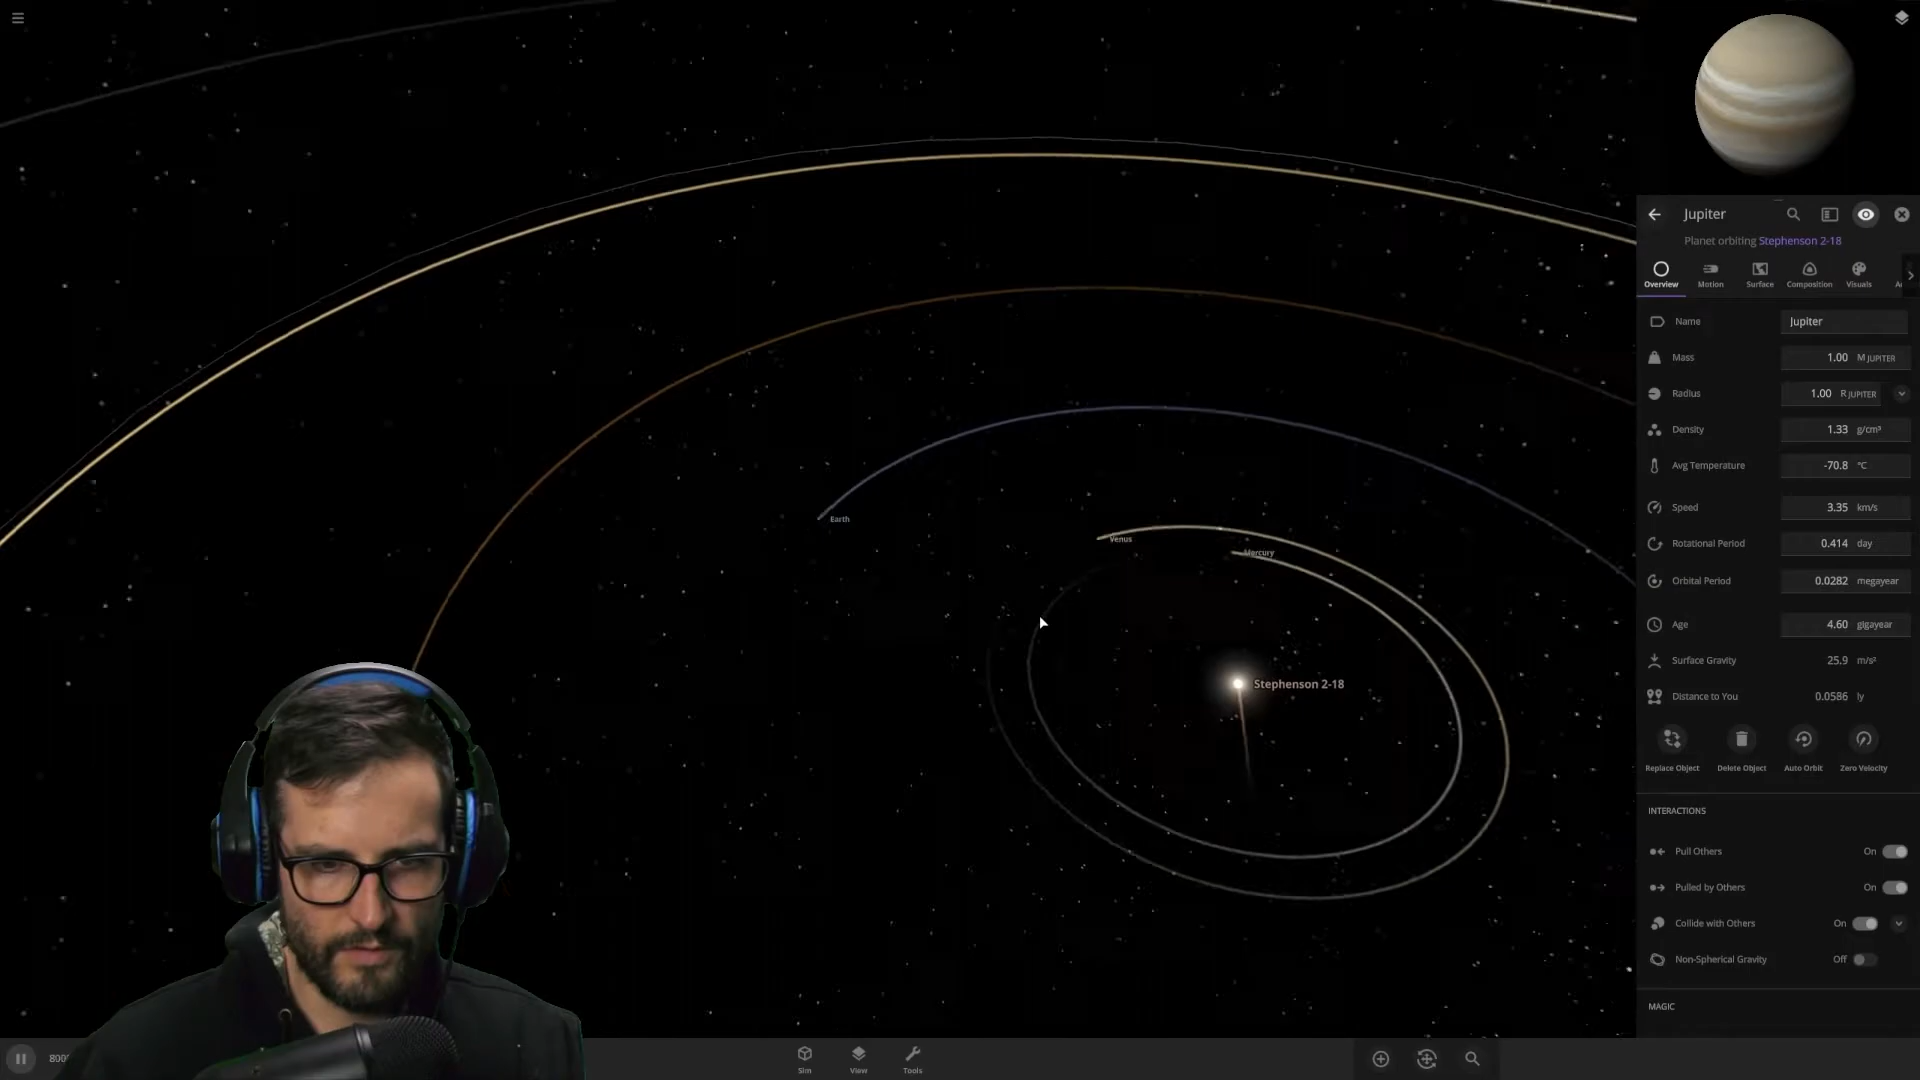 Jupiter
Planet orbiting Stephenson 2-18
Overview
Motion
Surface
Composition
Visuals
Name Jupiter
Mass 1.00 M JUPITER
Radius 1.00 R JUPITER
Density 1.33 g/cm³
Avg Temperature -70.8 °C
Speed 3.35 km/s
Rotational Period 0.414 day
Orbital Period 0.0282 megayear
Age 4.60 gigayear
Surface Gravity 25.9 m/s²
Distance to You 0.0586 ly
Replace Object
Delete Object
Auto Orbit
Zero Velocity
INTERACTIONS
Pull Others On
Pulled by Others On
Collide with Others On
Non-Spherical Gravity Off
MAGIC
Earth
Venus
Mercury
Stephenson 2-18
Sim
View
Tools